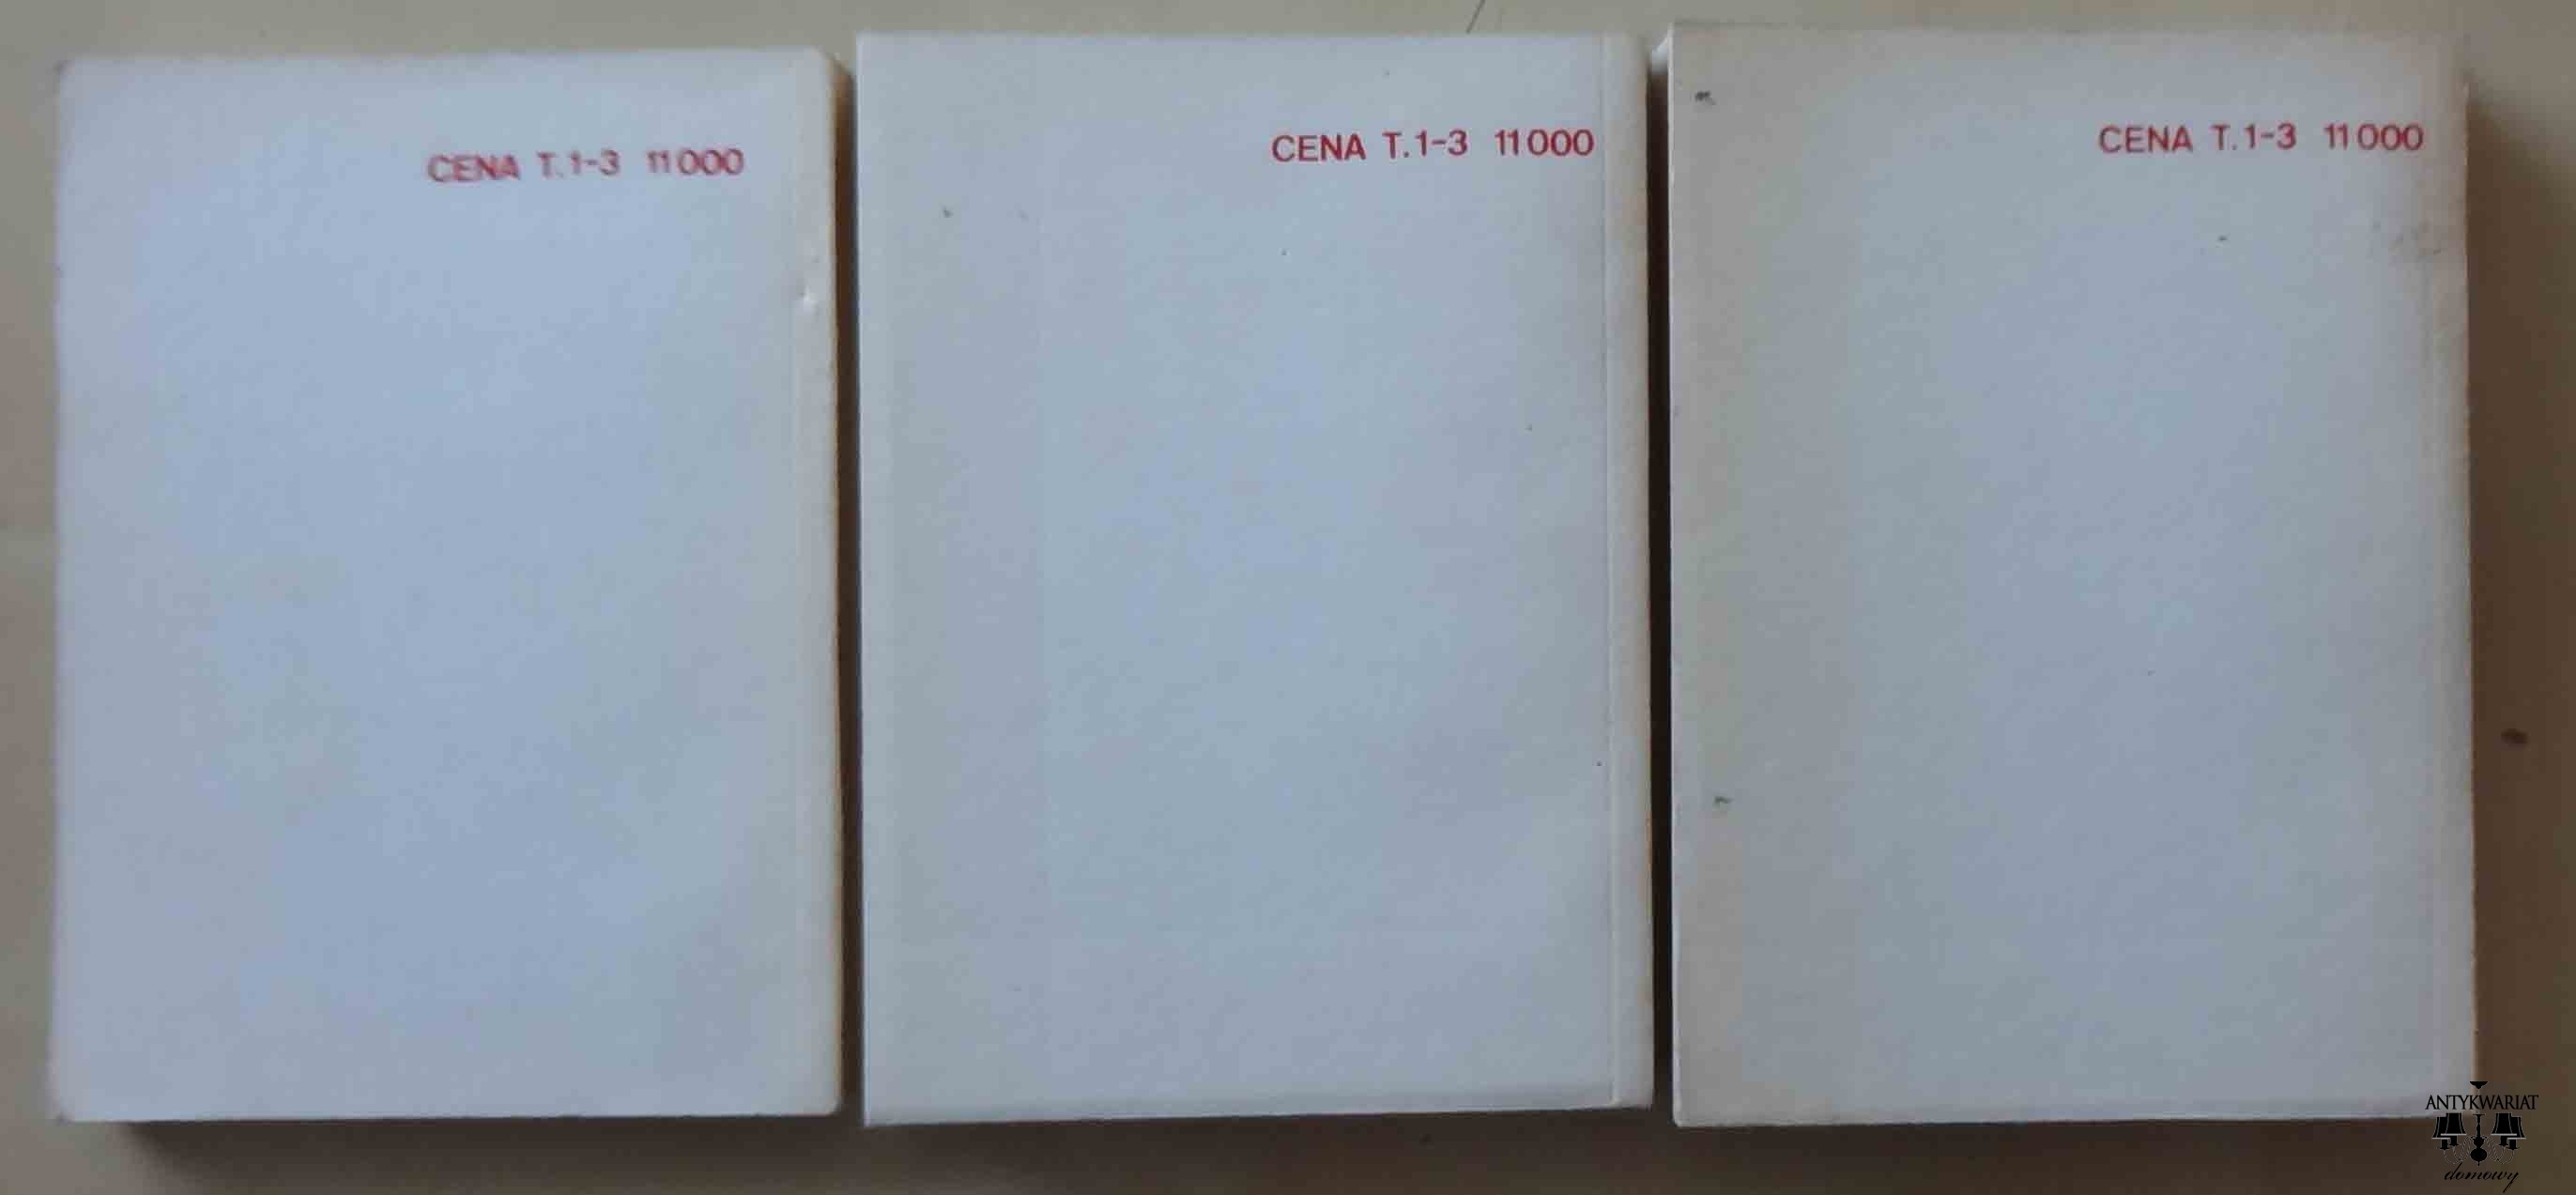 CENA T.1-3 11000
CENA T.1-3 11000
CENA T.1-3 11000
ANTYKWARIAT
domowy